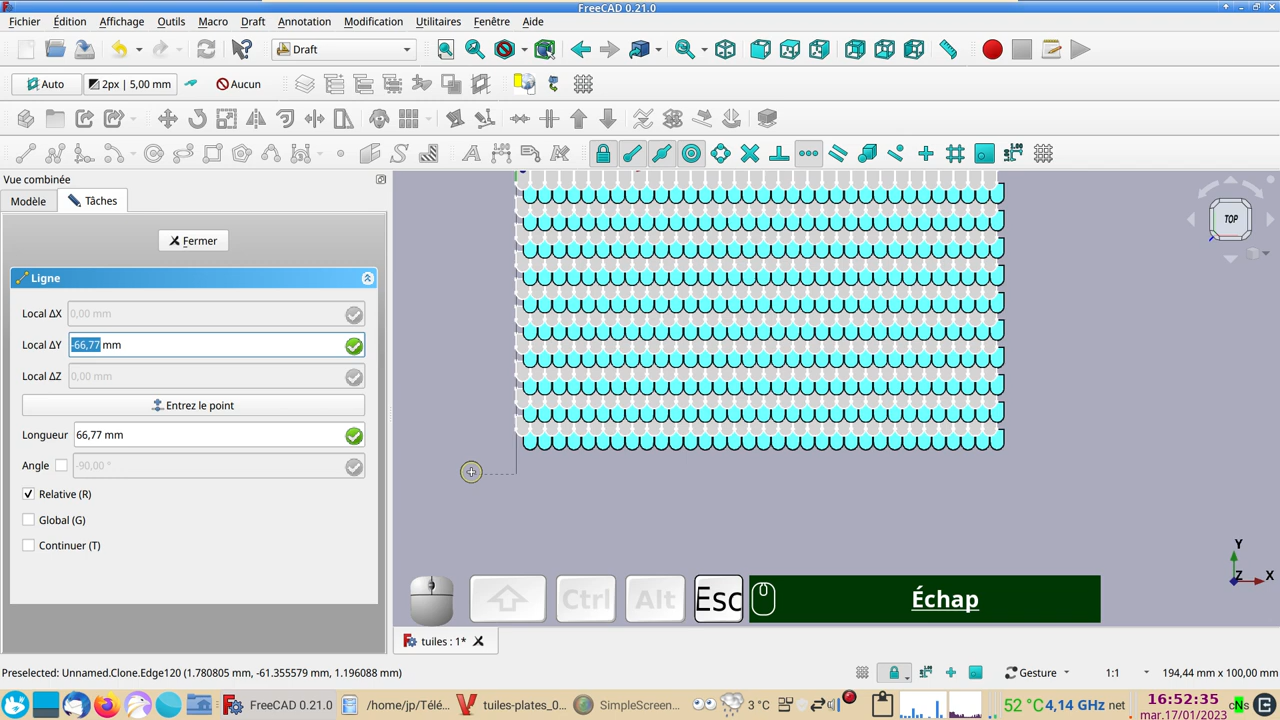 FreeCAD 0.21.0
Fichier Édition Affichage Outils Macro Draft Annotation Modification Utilitaires Fenêtre Aide
Draft
Auto 2px | 5,00 mm Aucun
Vue combinée
Modèle Tâches
Fermer
Ligne
Local ΔX 0,00 mm
Local ΔY -66,77 mm
Local ΔZ 0,00 mm
Entrez le point
Longueur 66,77 mm
Angle -90,00 °
Relative (R)
Global (G)
Continuer (T)
TOP
Y
Z X
Ctrl Alt Esc Échap
tuiles : 1*
Preselected: Unnamed.Clone.Edge120 (1.780805 mm, -61.355579 mm, 1.196088 mm) Gesture 1:1 194,44 mm x 100,00 mm
FreeCAD 0.21.0 /home/jp/Télé... tuiles-plates_0... SimpleScreen... 3 °C 52 °C 4,14 GHz net 16:52:35
mar.17/01/2023
cNs